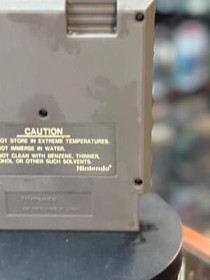 CAUTION
OT STORE IN EXTREME TEMPERATURES.
OT IMMERSE IN WATER.
OT CLEAN WITH BENZENE, THINNER,
OHOL OR OTHER SUCH SOLVENTS.
Nintendo®